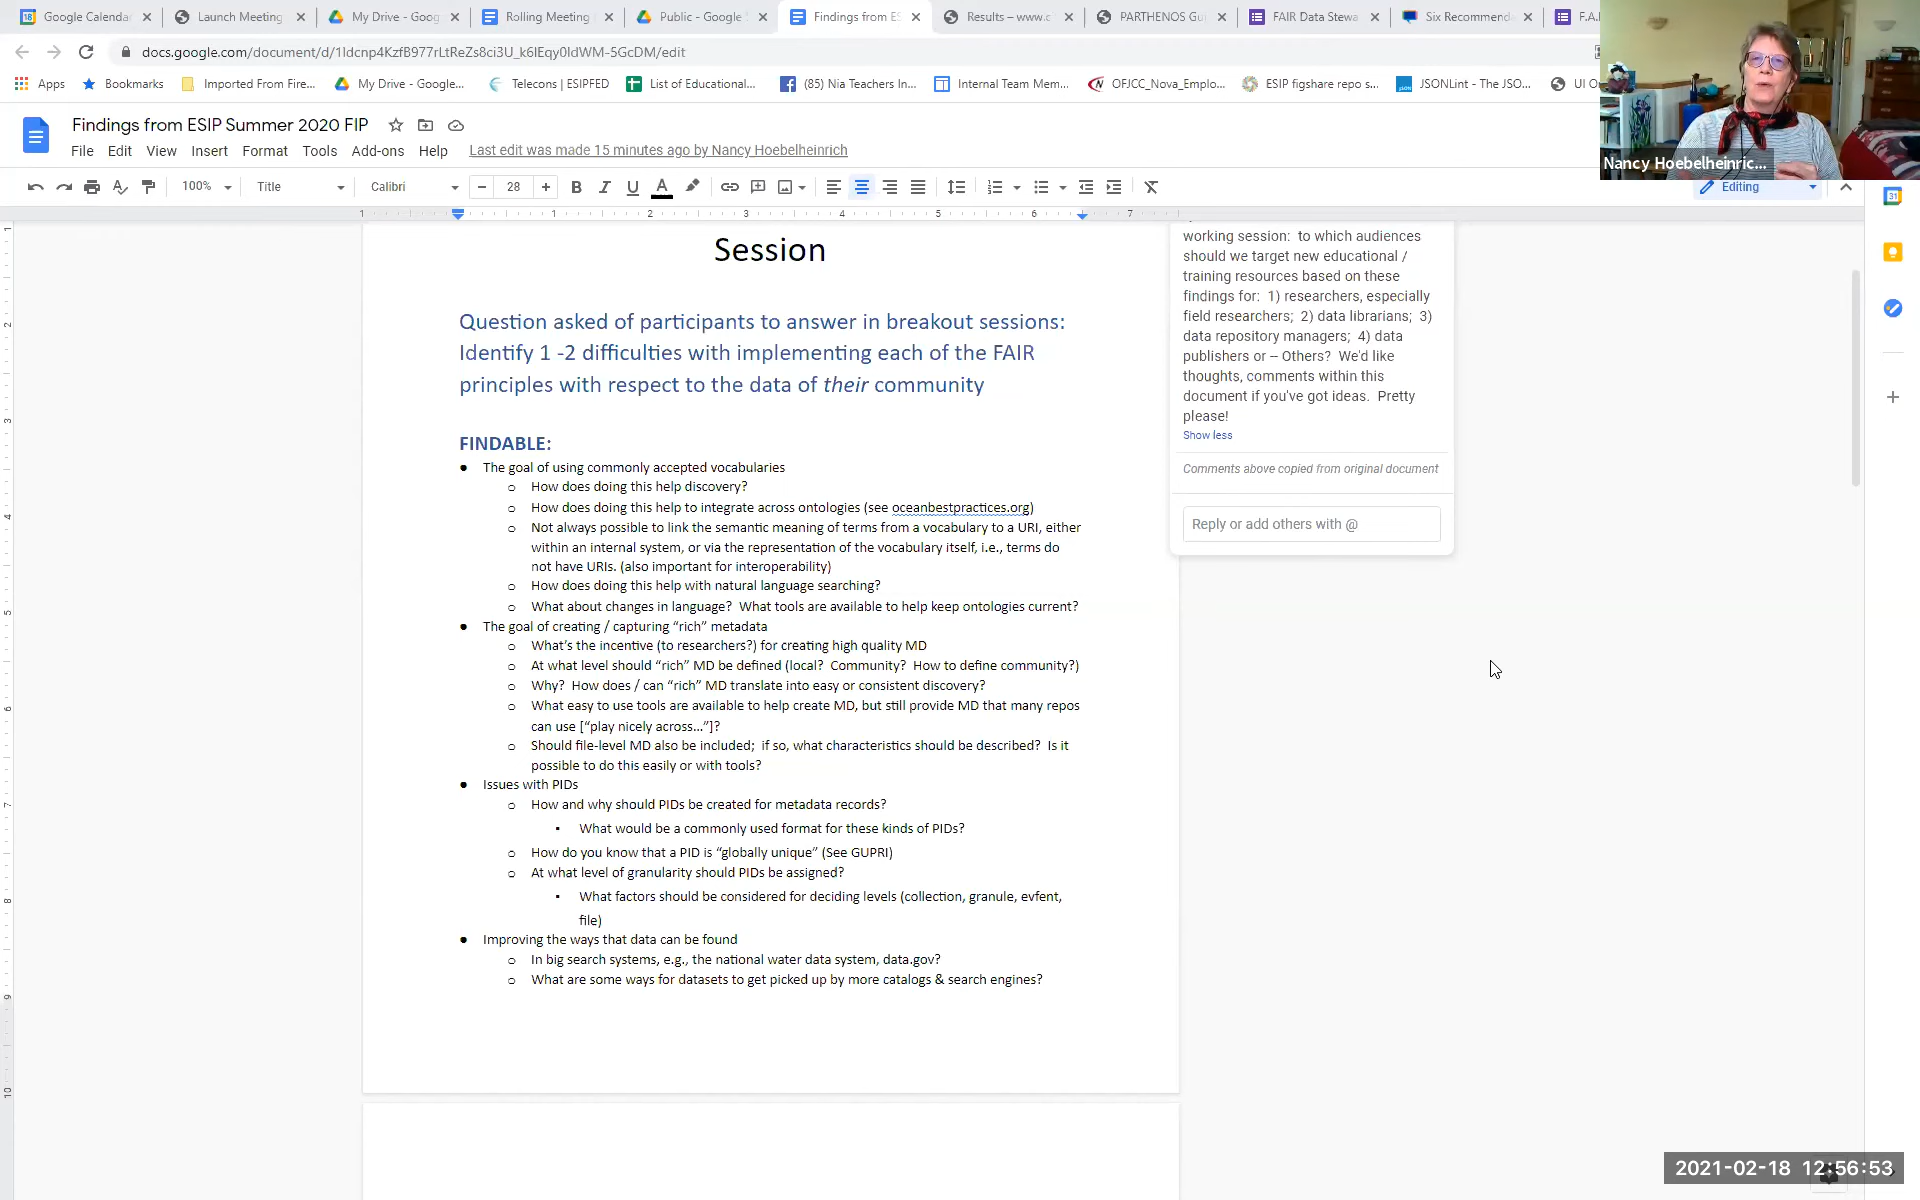 Google Calendar
Launch Meeting
My Drive - Goog
Rolling Meeting
Public - Google
Findings from ES
Results – www.c
PARTHENOS Gu
FAIR Data Stewa
Six Recommend
F.A.I
docs.google.com/document/d/1Idcnp4KzfB977rLtReZs8ci3U_k6IEqy0IdWM-5GcDM/edit
Apps
Bookmarks
Imported From Fire...
My Drive - Google...
Telecons | ESIPFED
List of Educational...
(85) Nia Teachers In...
Internal Team Mem...
OFJCC_Nova_Emplo...
ESIP figshare repo s...
JSONLint - The JSO...
Findings from ESIP Summer 2020 FIP
File Edit View Insert Format Tools Add-ons Help
Last edit was made 15 minutes ago by Nancy Hoebelheinrich
Nancy Hoebelheinric...
100% Title Calibri 28
Editing
1 1 2 3 4 5 6 7
Session
Question asked of participants to answer in breakout sessions:
Identify 1 -2 difficulties with implementing each of the FAIR
principles with respect to the data of their community
FINDABLE:
● The goal of using commonly accepted vocabularies
o How does doing this help discovery?
o How does doing this help to integrate across ontologies (see oceanbestpractices.org)
o Not always possible to link the semantic meaning of terms from a vocabulary to a URI, either
within an internal system, or via the representation of the vocabulary itself, i.e., terms do
not have URIs. (also important for interoperability)
o How does doing this help with natural language searching?
o What about changes in language? What tools are available to help keep ontologies current?
● The goal of creating / capturing “rich” metadata
o What’s the incentive (to researchers?) for creating high quality MD
o At what level should “rich” MD be defined (local? Community? How to define community?)
o Why? How does / can “rich” MD translate into easy or consistent discovery?
o What easy to use tools are available to help create MD, but still provide MD that many repos
can use [“play nicely across…”]?
o Should file-level MD also be included; if so, what characteristics should be described? Is it
possible to do this easily or with tools?
● Issues with PIDs
o How and why should PIDs be created for metadata records?
▪ What would be a commonly used format for these kinds of PIDs?
o How do you know that a PID is “globally unique” (See GUPRI)
o At what level of granularity should PIDs be assigned?
▪ What factors should be considered for deciding levels (collection, granule, evfent,
file)
● Improving the ways that data can be found
o In big search systems, e.g., the national water data system, data.gov?
o What are some ways for datasets to get picked up by more catalogs & search engines?
working session: to which audiences
should we target new educational /
training resources based on these
findings for: 1) researchers, especially
field researchers; 2) data librarians; 3)
data repository managers; 4) data
publishers or -- Others? We'd like
thoughts, comments within this
document if you've got ideas. Pretty
please!
Show less
Comments above copied from original document
Reply or add others with @
2021-02-18 12:56:53